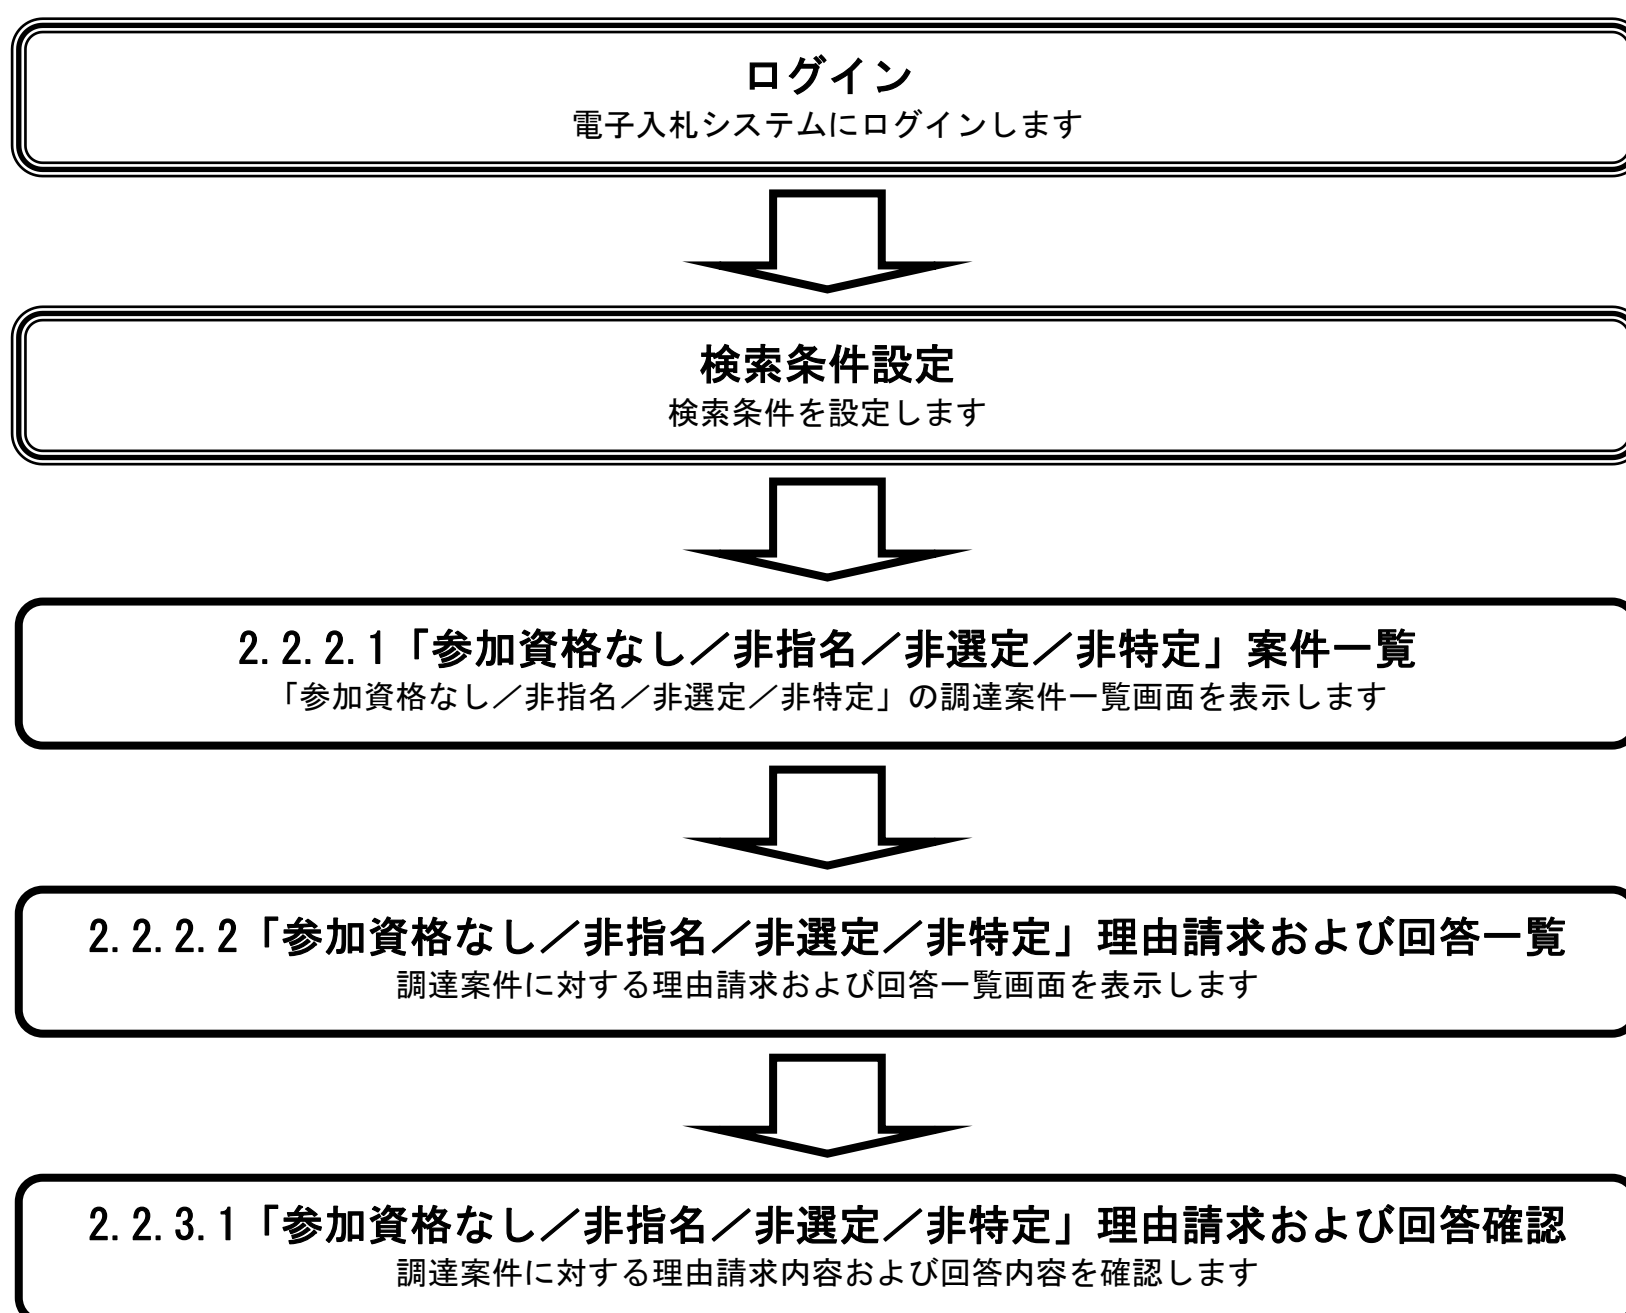 ログイン
電子入札システムにログインします
検索条件設定
検索条件を設定します
2.2.2.1「参加資格なし／非指名／非選定／非特定」案件一覧
「参加資格なし／非指名／非選定／非特定」の調達案件一覧画面を表示します
2.2.2.2「参加資格なし／非指名／非選定／非特定」理由請求および回答一覧
調達案件に対する理由請求および回答一覧画面を表示します
2.2.3.1「参加資格なし／非指名／非選定／非特定」理由請求および回答確認
調達案件に対する理由請求内容および回答内容を確認します